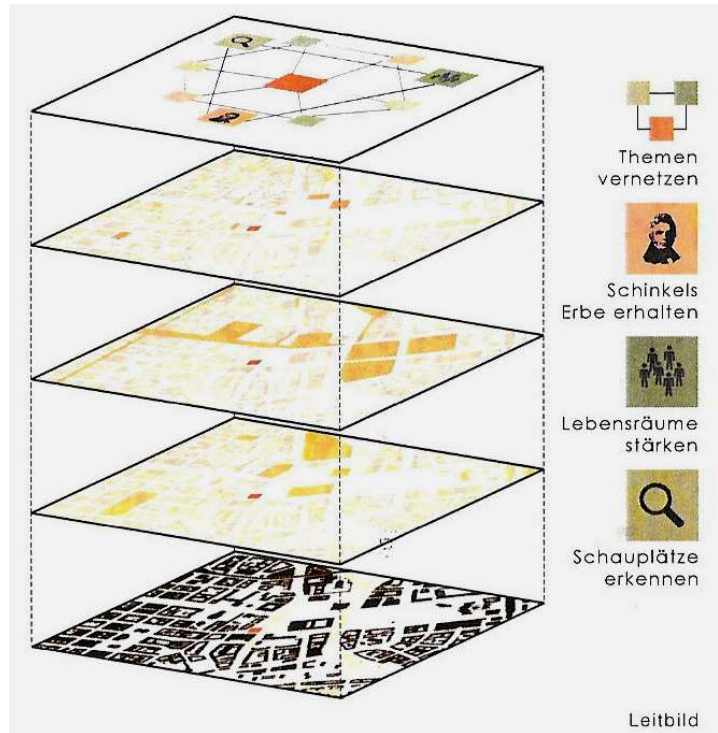 Themen
vernetzen
Schinkels
Erbe erhalten
Lebensräume
stärken
Schauplätze
erkennen
Leitbild